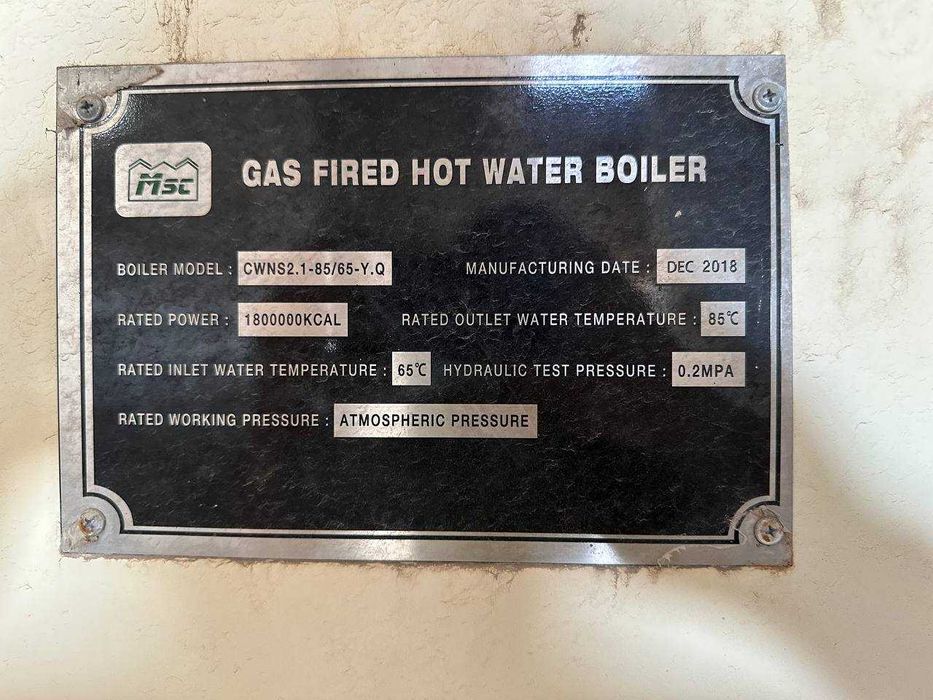 Msc
GAS FIRED HOT WATER BOILER
BOILER MODEL : CWNS2.1-85/65-Y.Q MANUFACTURING DATE : DEC 2018
RATED POWER : 1800000KCAL RATED OUTLET WATER TEMPERATURE : 85℃
RATED INLET WATER TEMPERATURE : 65℃ HYDRAULIC TEST PRESSURE : 0.2MPA
RATED WORKING PRESSURE : ATMOSPHERIC PRESSURE